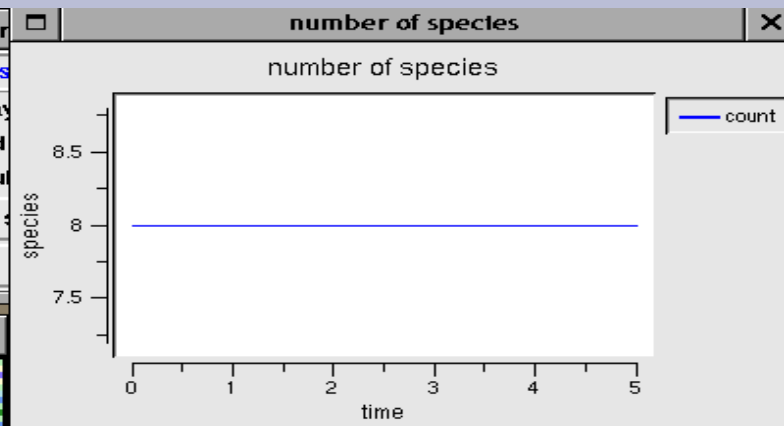 number of species
number of species
count
8.5
8
7.5
species
0 1 2 3 4 5
time